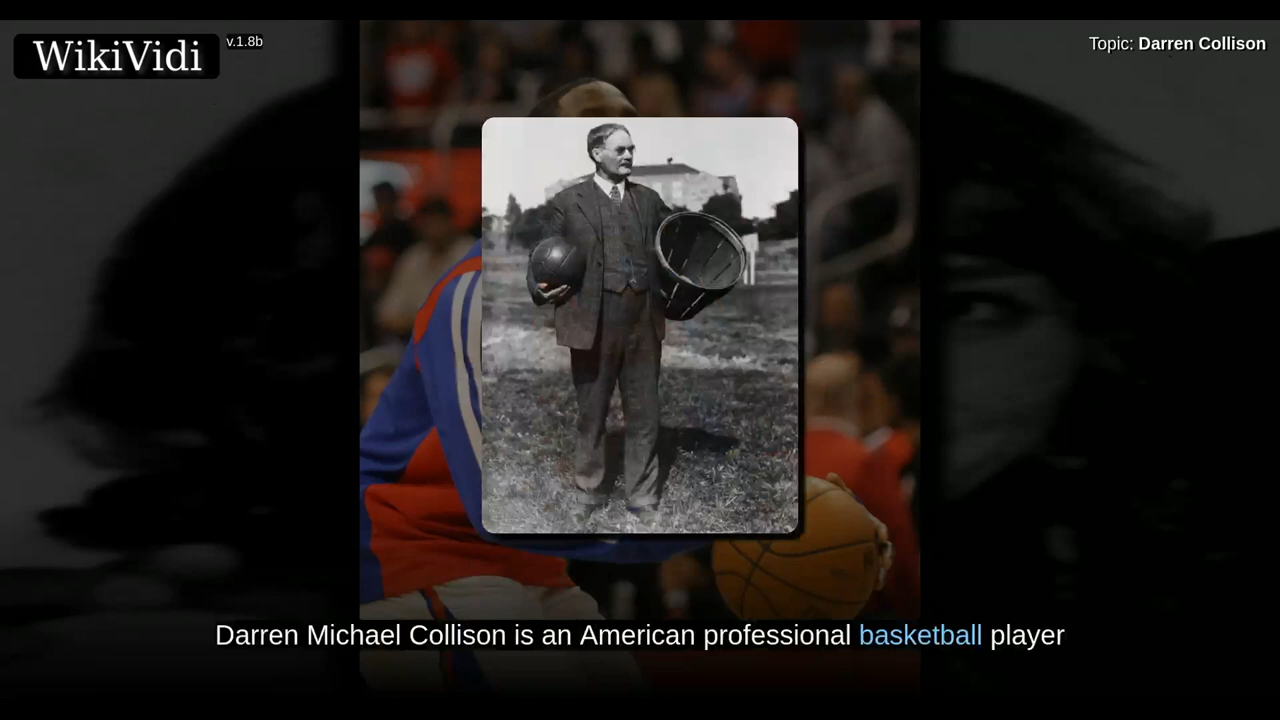 WikiVidi
v.1.8b
Topic: Darren Collison
Darren Michael Collison is an American professional basketball player